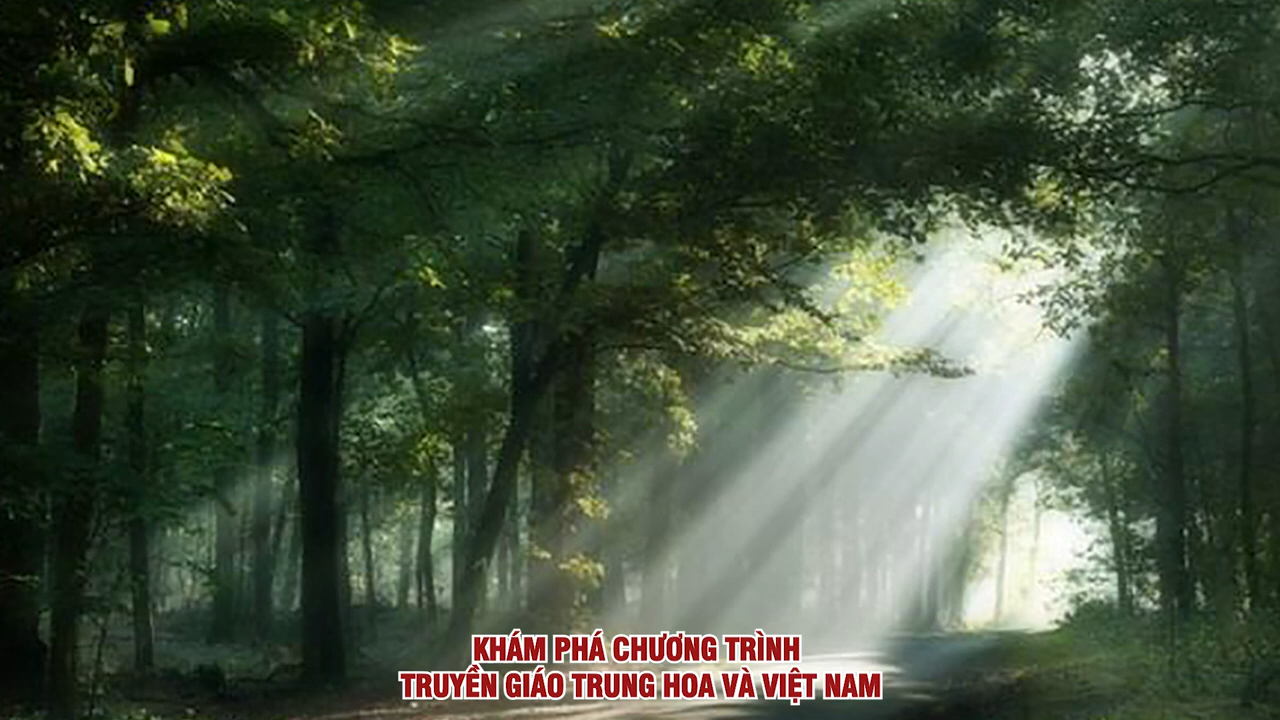 KHÁM PHÁ CHƯƠNG TRÌNH
TRUYỀN GIÁO TRUNG HOA VÀ VIỆT NAM